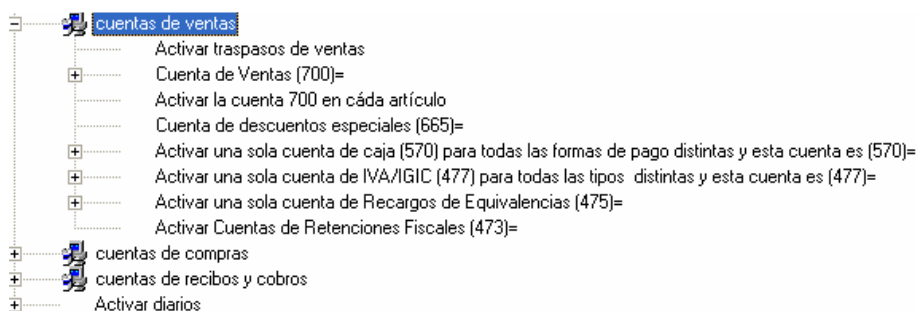 cuentas de ventas
Activar traspasos de ventas
Cuenta de Ventas (700)=
Activar la cuenta 700 en cáda artículo
Cuenta de descuentos especiales (665)=
Activar una sola cuenta de caja (570) para todas las formas de pago distintas y esta cuenta es (570)=
Activar una sola cuenta de IVA/IGIC (477) para todas las tipos  distintas y esta cuenta es (477)=
Activar una sola cuenta de Recargos de Equivalencias (475)=
Activar Cuentas de Retenciones Fiscales (473)=
cuentas de compras
cuentas de recibos y cobros
Activar diarios